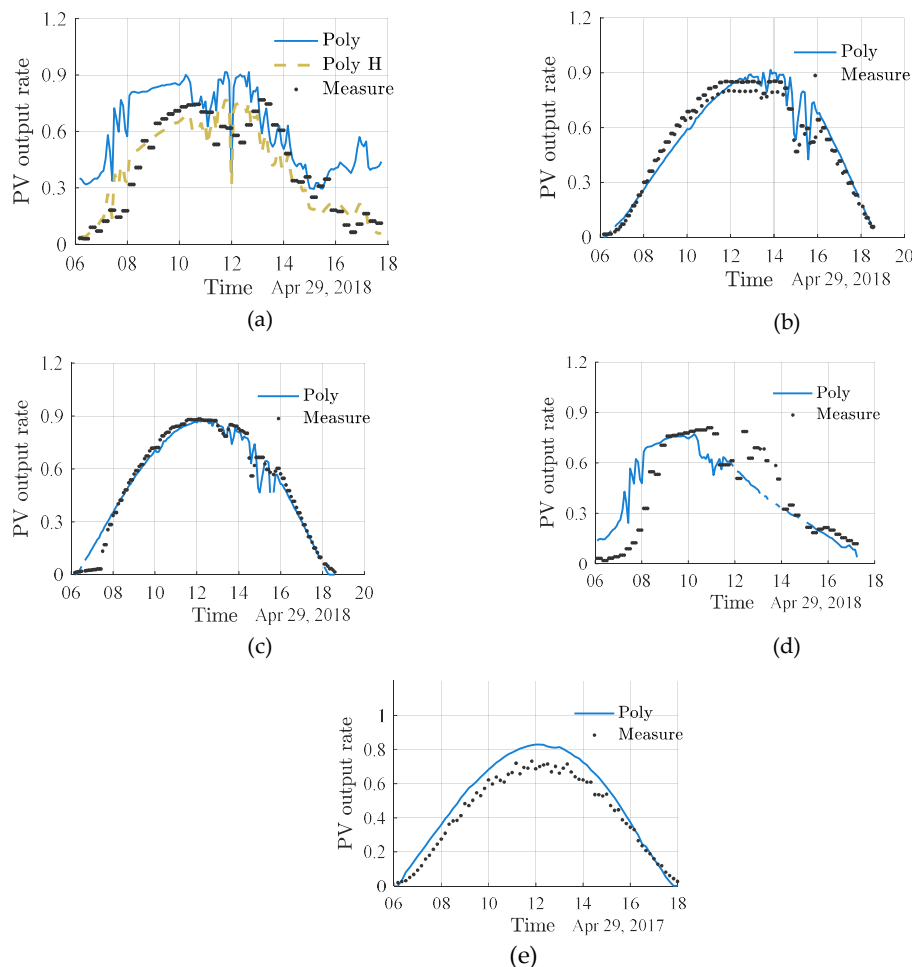 1.2
0.9
0.6
0.3
0
PV output rate
Poly
Poly H
Measure
06 08 10 12 14 16 18
Time Apr 29, 2018
(a)
1.2
0.9
0.6
0.3
0
PV output rate
Poly
Measure
06 08 10 12 14 16 18 20
Time Apr 29, 2018
(b)
1.2
0.9
0.6
0.3
0
PV output rate
Poly
Measure
06 08 10 12 14 16 18 20
Time Apr 29, 2018
(c)
1.2
0.9
0.6
0.3
0
PV output rate
Poly
Measure
06 08 10 12 14 16 18
Time Apr 29, 2018
(d)
1
0.8
0.6
0.4
0.2
0
PV output rate
Poly
Measure
06 08 10 12 14 16 18
Time Apr 29, 2017
(e)